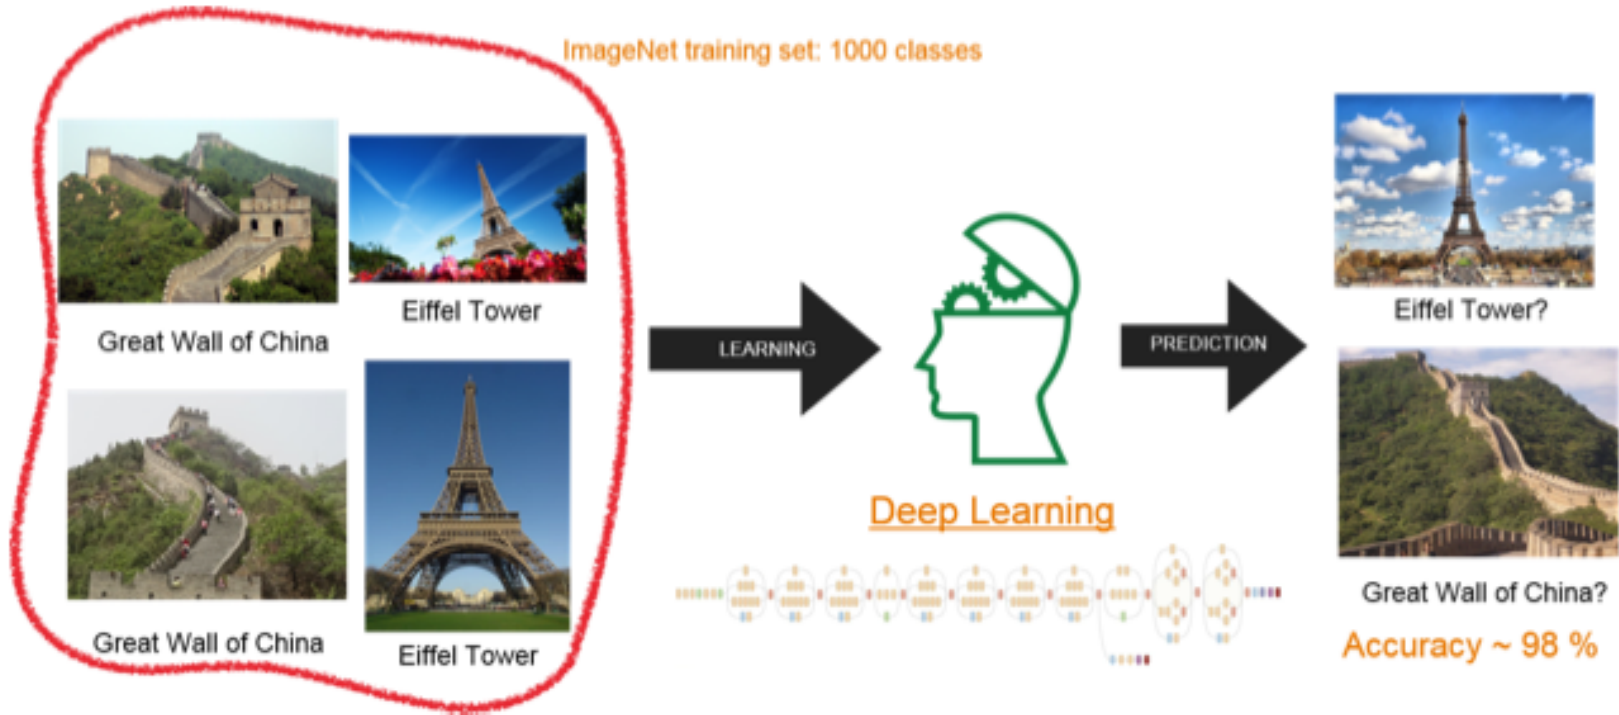 ImageNet training set: 1000 classes
Great Wall of China
Eiffel Tower
Great Wall of China
Eiffel Tower
LEARNING
Deep Learning
PREDICTION
Eiffel Tower?
Great Wall of China?
Accuracy ~ 98 %